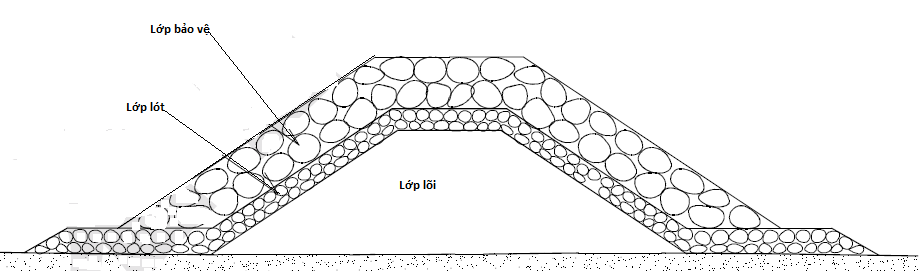 Lớp bảo vệ
Lớp lót
Lớp lõi